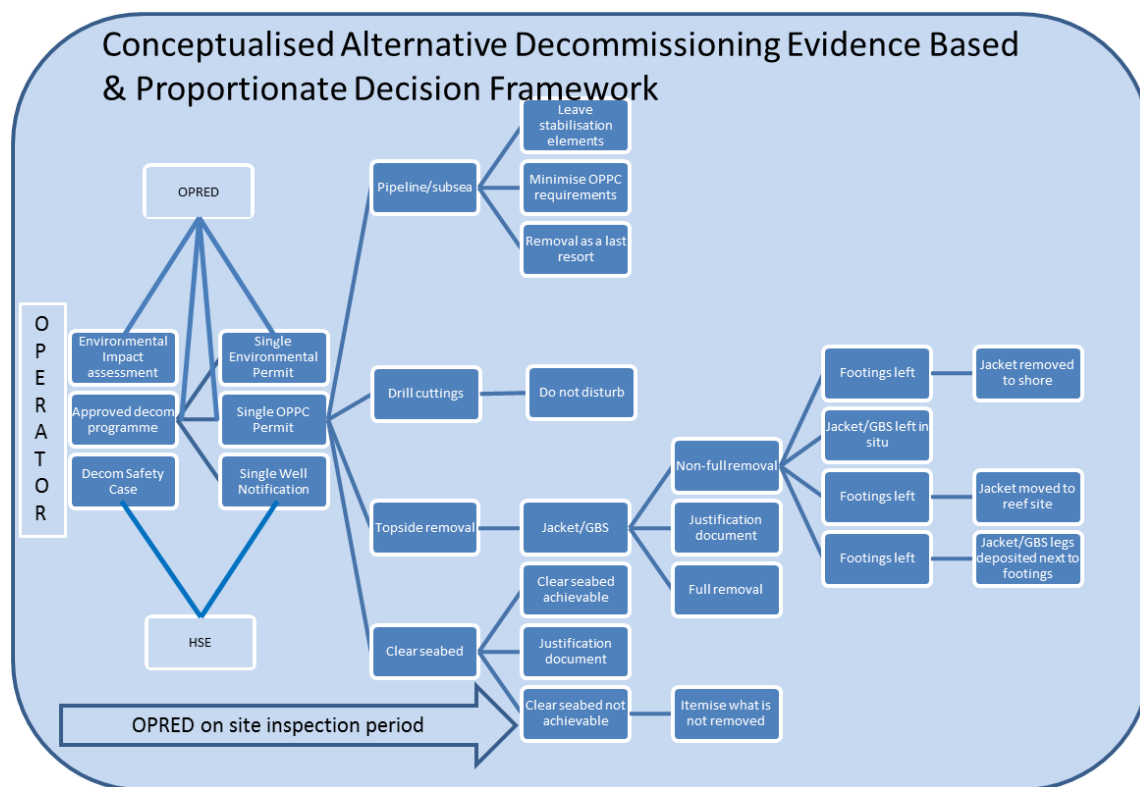 Conceptualised Alternative Decommissioning Evidence Based
& Proportionate Decision Framework
OPRED
OPERATOR
Environmental
Impact
assessment
Approved decom
programme
Decom Safety
Case
Single
Environmental
Permit
Single OPPC
Permit
Single Well
Notification
HSE
Pipeline/subsea
Leave
stabilisation
elements
Minimise OPPC
requirements
Removal as a last
resort
Drill cuttings
Do not disturb
Topside removal
Jacket/GBS
Non-full removal
Justification
document
Full removal
Footings left
Jacket removed
to shore
Jacket/GBS left in
situ
Footings left
Jacket moved to
reef site
Footings left
Jacket/GBS legs
deposited next to
footings
Clear seabed
Clear seabed
achievable
Justification
document
Clear seabed not
achievable
Itemise what is
not removed
OPRED on site inspection period